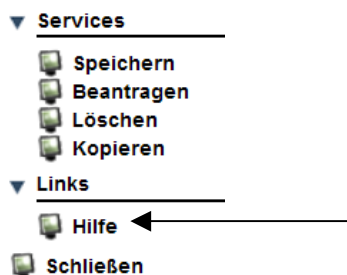 Services
Speichern
Beantragen
Löschen
Kopieren
Links
Hilfe
Schließen